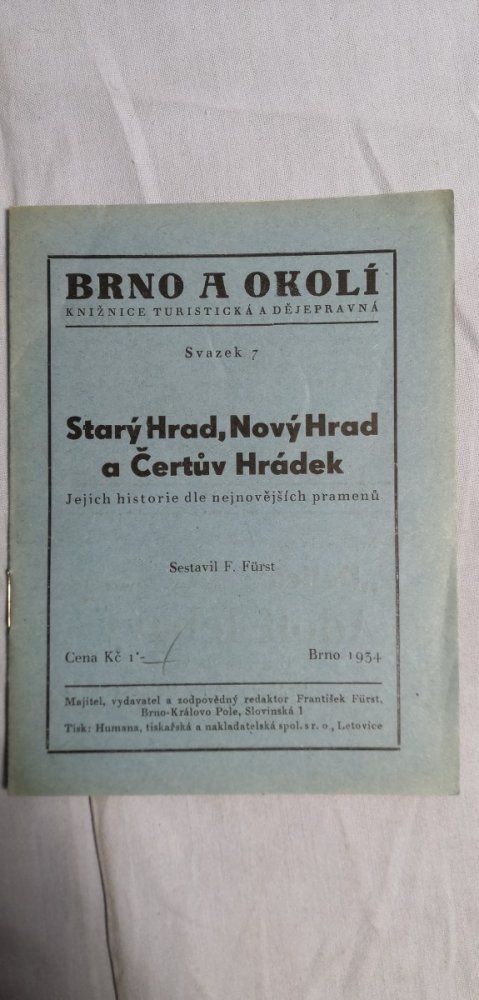 BRNO A OKOLÍ
KNIŽNICE TURISTICKÁ A DĚJEPRAVNÁ
Svazek 7
Starý Hrad, Nový Hrad
a Čertův Hrádek
Jejich historie dle nejnovějších pramenů
Sestavil F. Fürst
Cena Kč 1·—
Brno 1934
Majitel, vydavatel a zodpovědný redaktor František Fürst,
Brno-Královo Pole, Slovinská 1
Tisk: Humana, tiskařská a nakladatelská spol. s r. o., Letovice